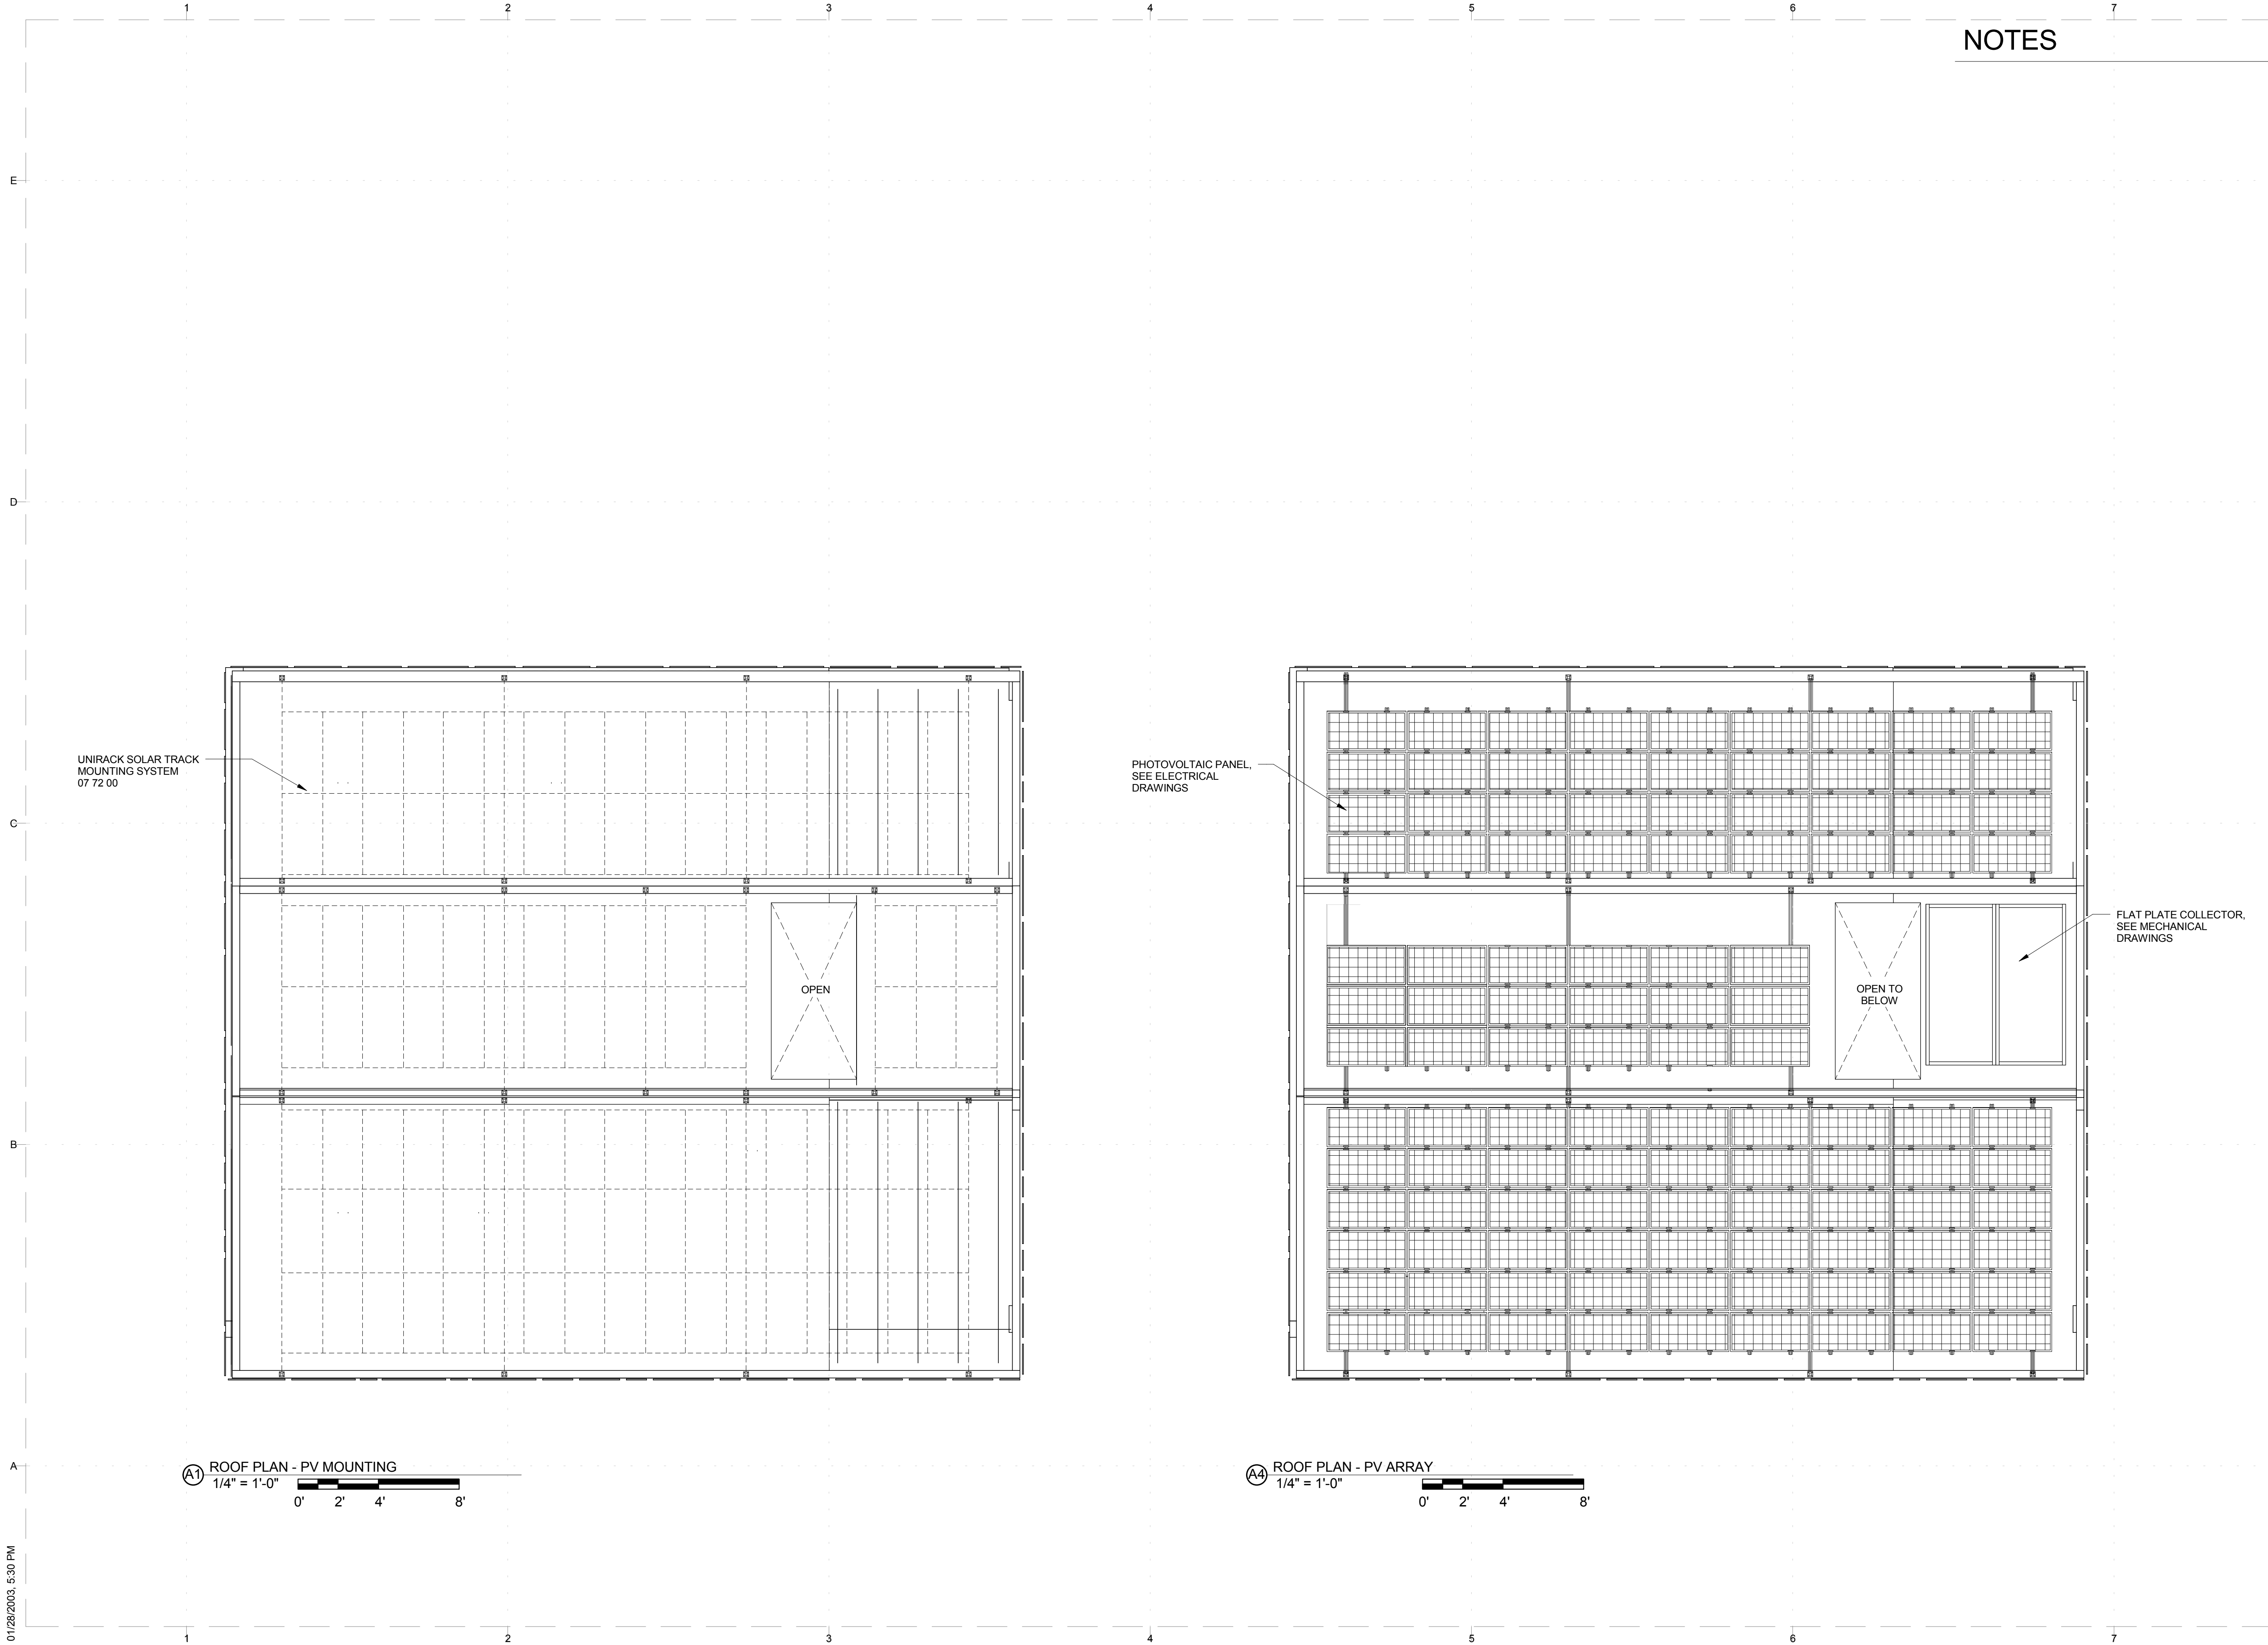 1 2 3 4 5 6 7
NOTES
E
D
C
B
A
UNIRACK SOLAR TRACK
MOUNTING SYSTEM
07 72 00
OPEN
PHOTOVOLTAIC PANEL,
SEE ELECTRICAL
DRAWINGS
OPEN TO
BELOW
FLAT PLATE COLLECTOR,
SEE MECHANICAL
DRAWINGS
A1 ROOF PLAN - PV MOUNTING
1/4" = 1'-0"
0' 2' 4' 8'
A4 ROOF PLAN - PV ARRAY
1/4" = 1'-0"
0' 2' 4' 8'
01/28/2003, 5:30 PM
1 2 3 4 5 6 7